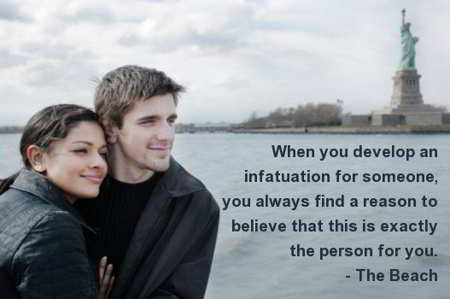 When you develop an
infatuation for someone,
you always find a reason to
believe that this is exactly
the person for you.
- The Beach